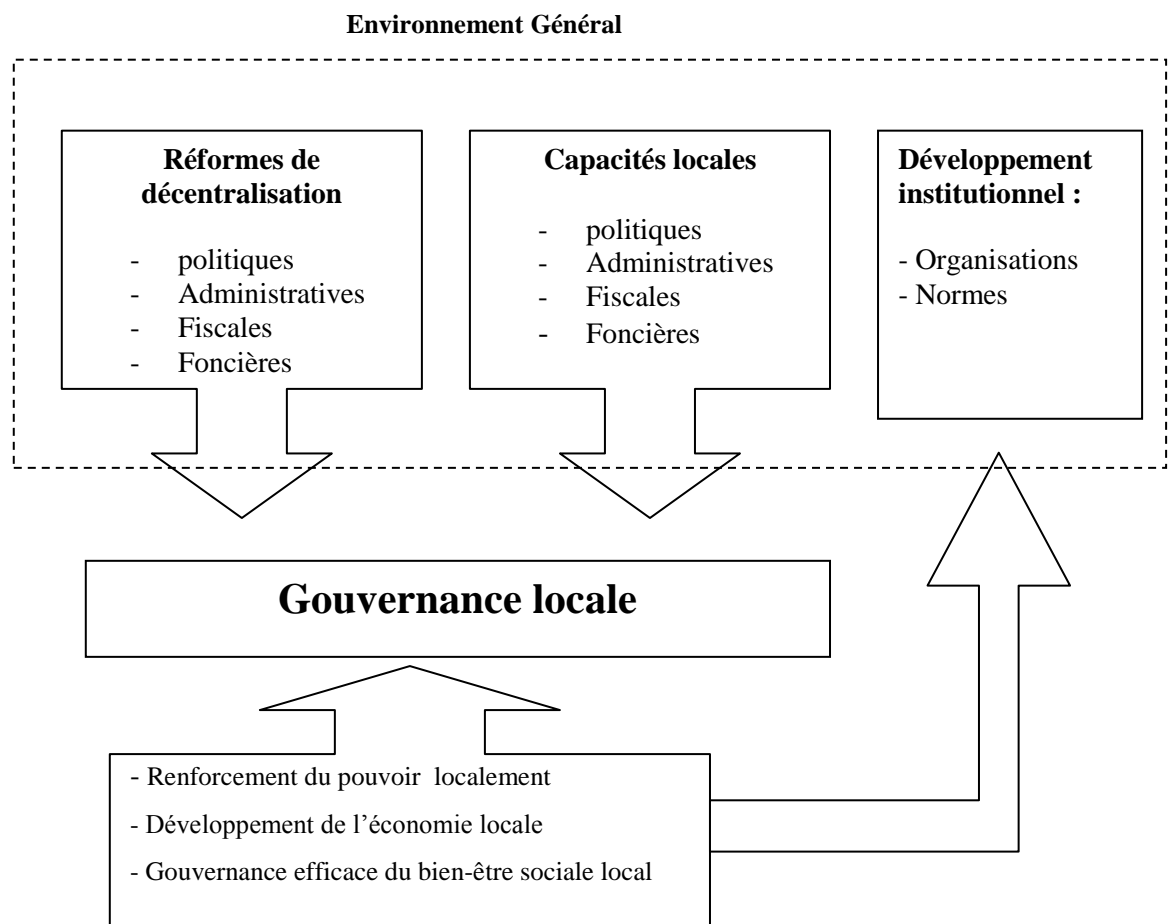 Environnement Général
Réformes de
décentralisation
- politiques
- Administratives
- Fiscales
- Foncières
Capacités locales
- politiques
- Administratives
- Fiscales
- Foncières
Développement
institutionnel :
- Organisations
- Normes
Gouvernance locale
- Renforcement du pouvoir localement
- Développement de l’économie locale
- Gouvernance efficace du bien-être sociale local